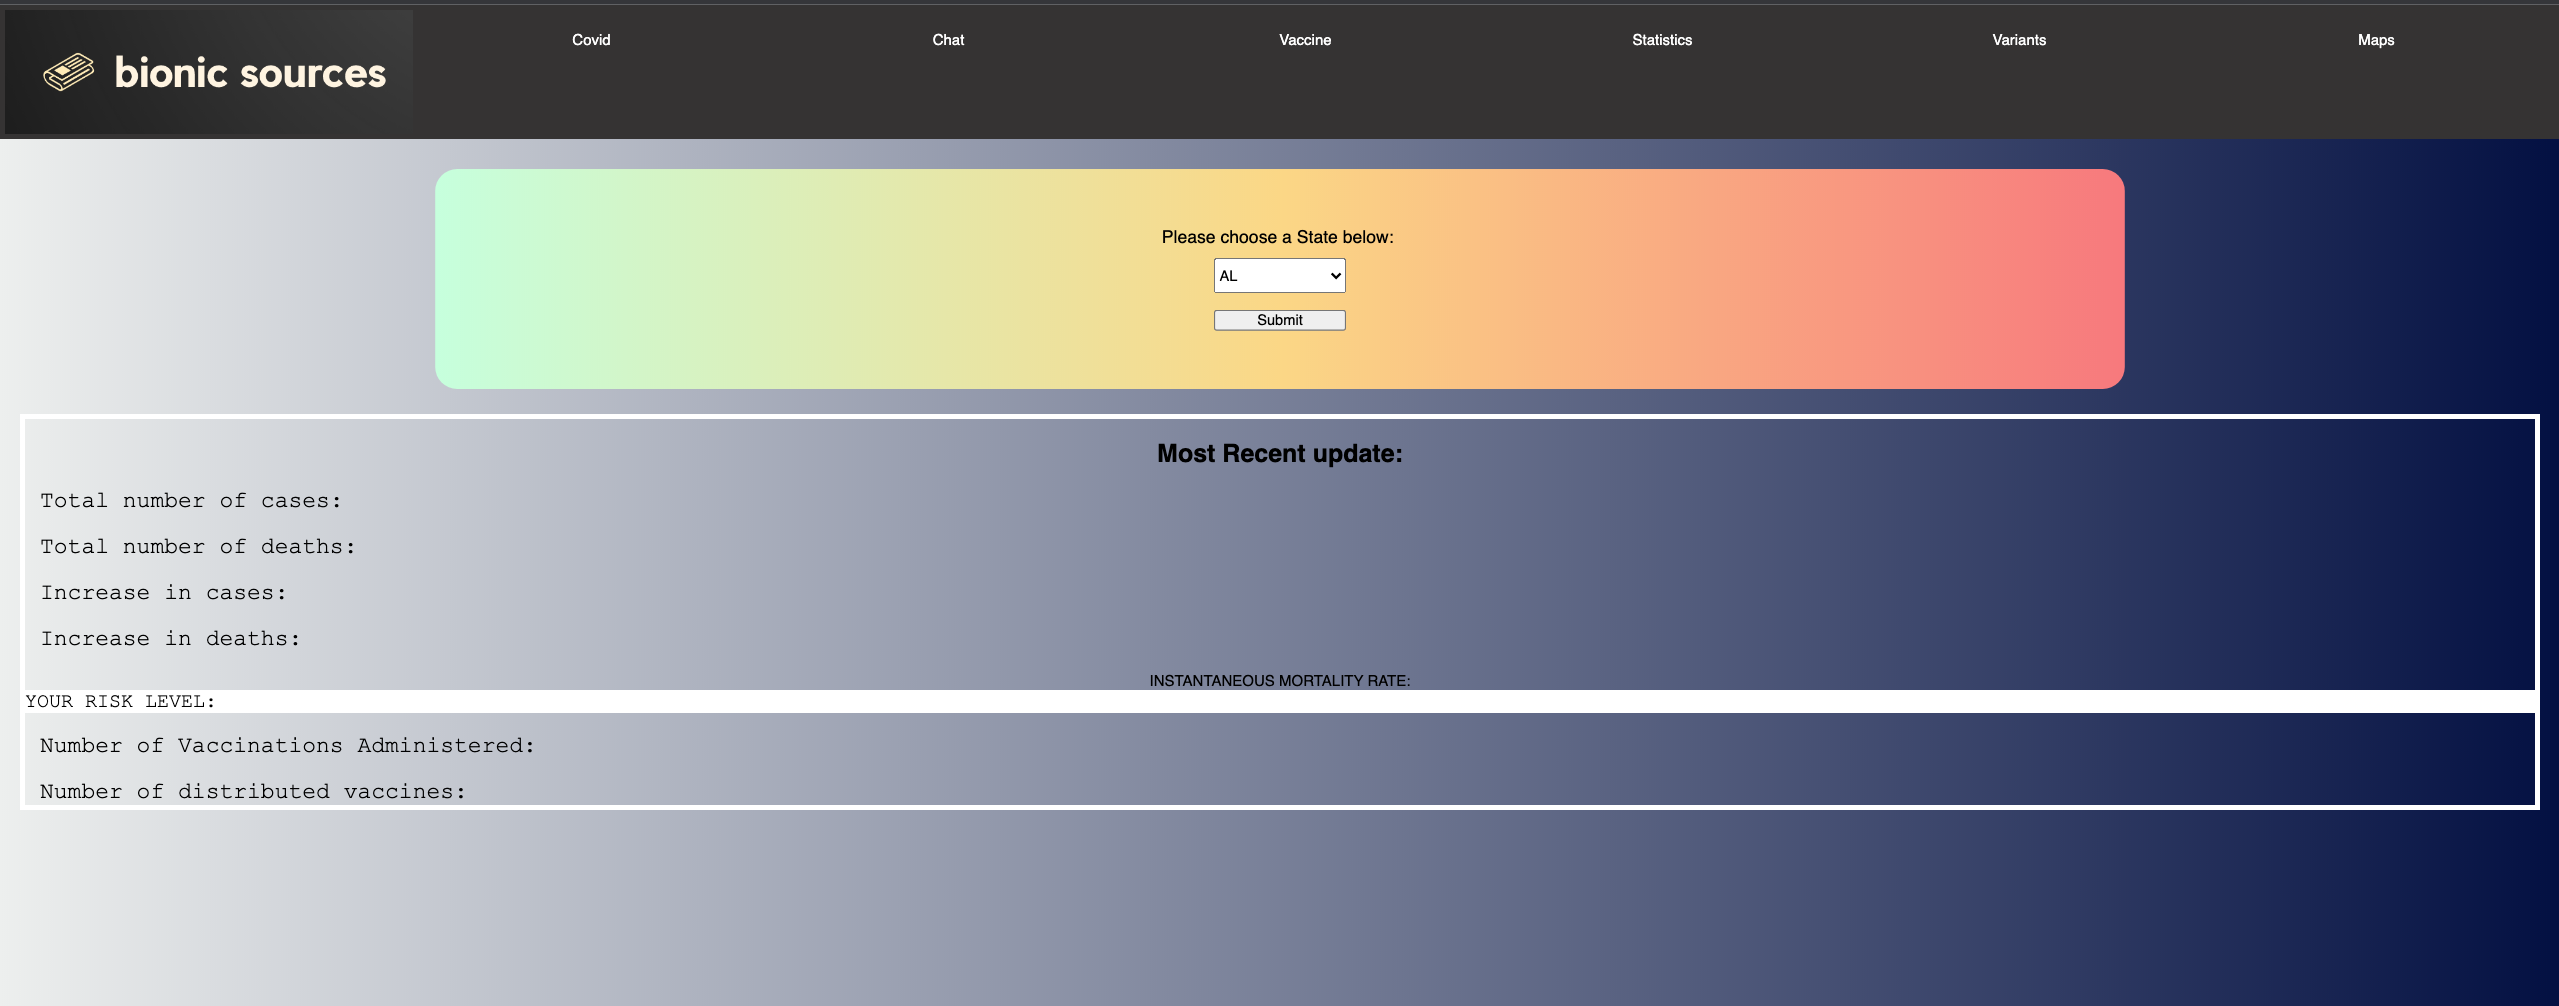 bionic sources
Covid Chat Vaccine Statistics Variants Maps
Please choose a State below:
AL
Submit
Most Recent update:
Total number of cases:
Total number of deaths:
Increase in cases:
Increase in deaths:
INSTANTANEOUS MORTALITY RATE:
YOUR RISK LEVEL:
Number of Vaccinations Administered:
Number of distributed vaccines: